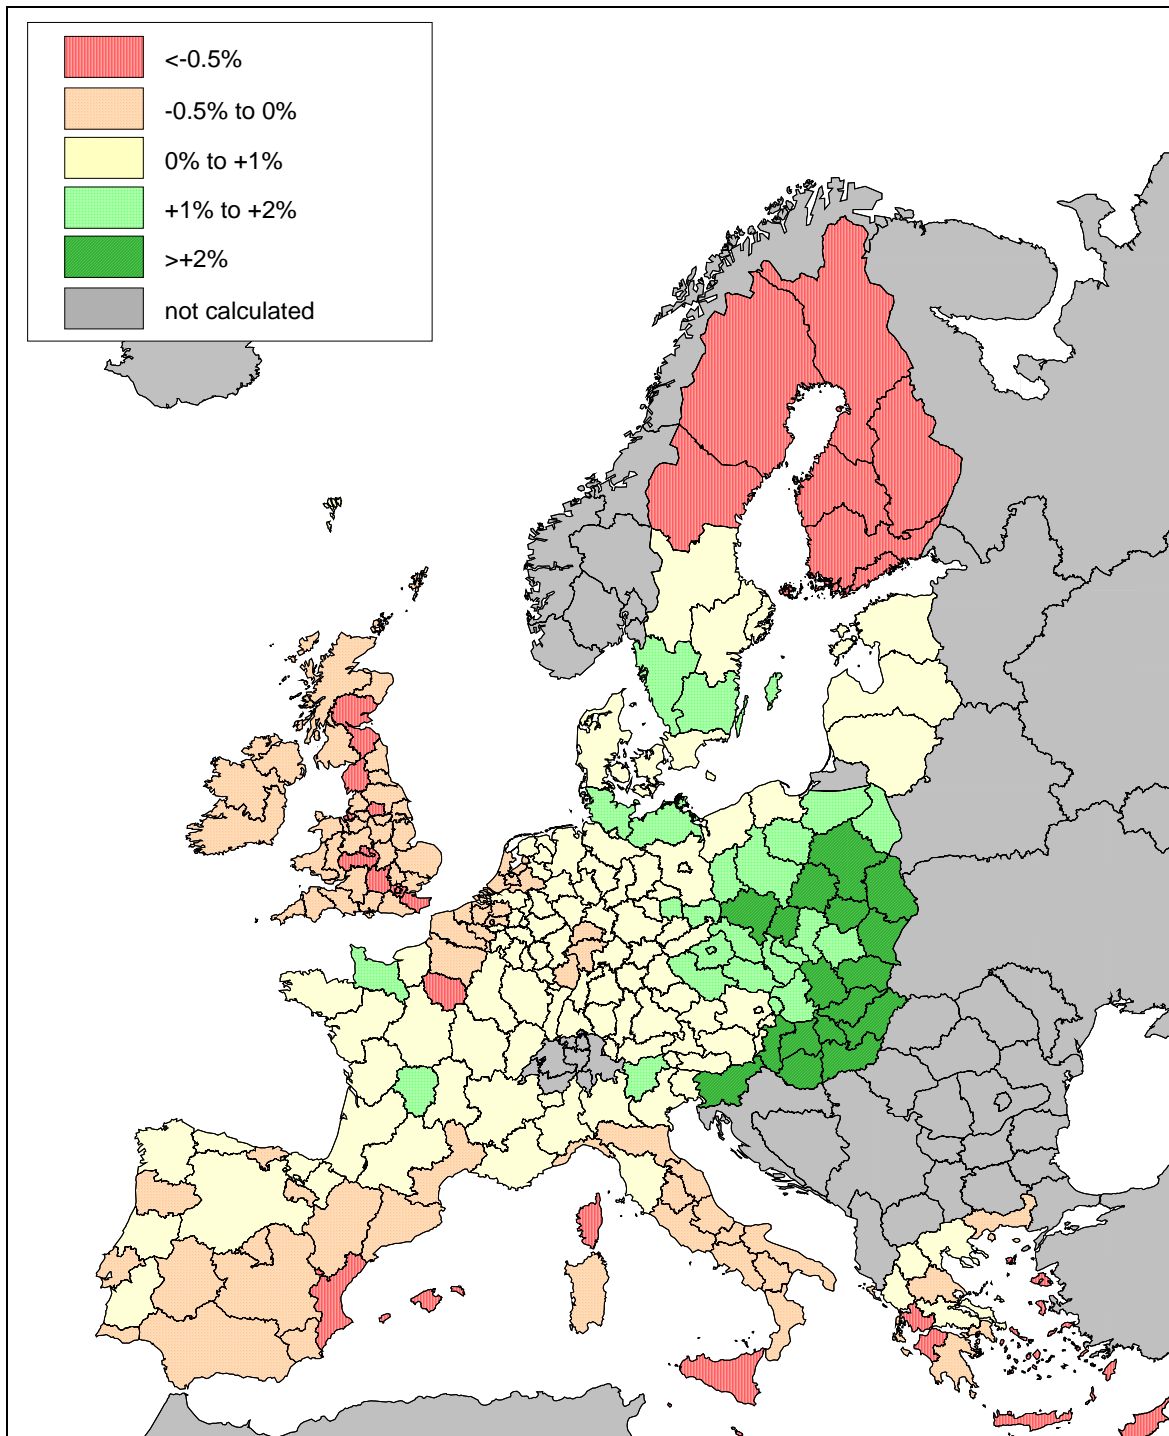 <-0.5%
-0.5% to 0%
0% to +1%
+1% to +2%
>+2%
not calculated